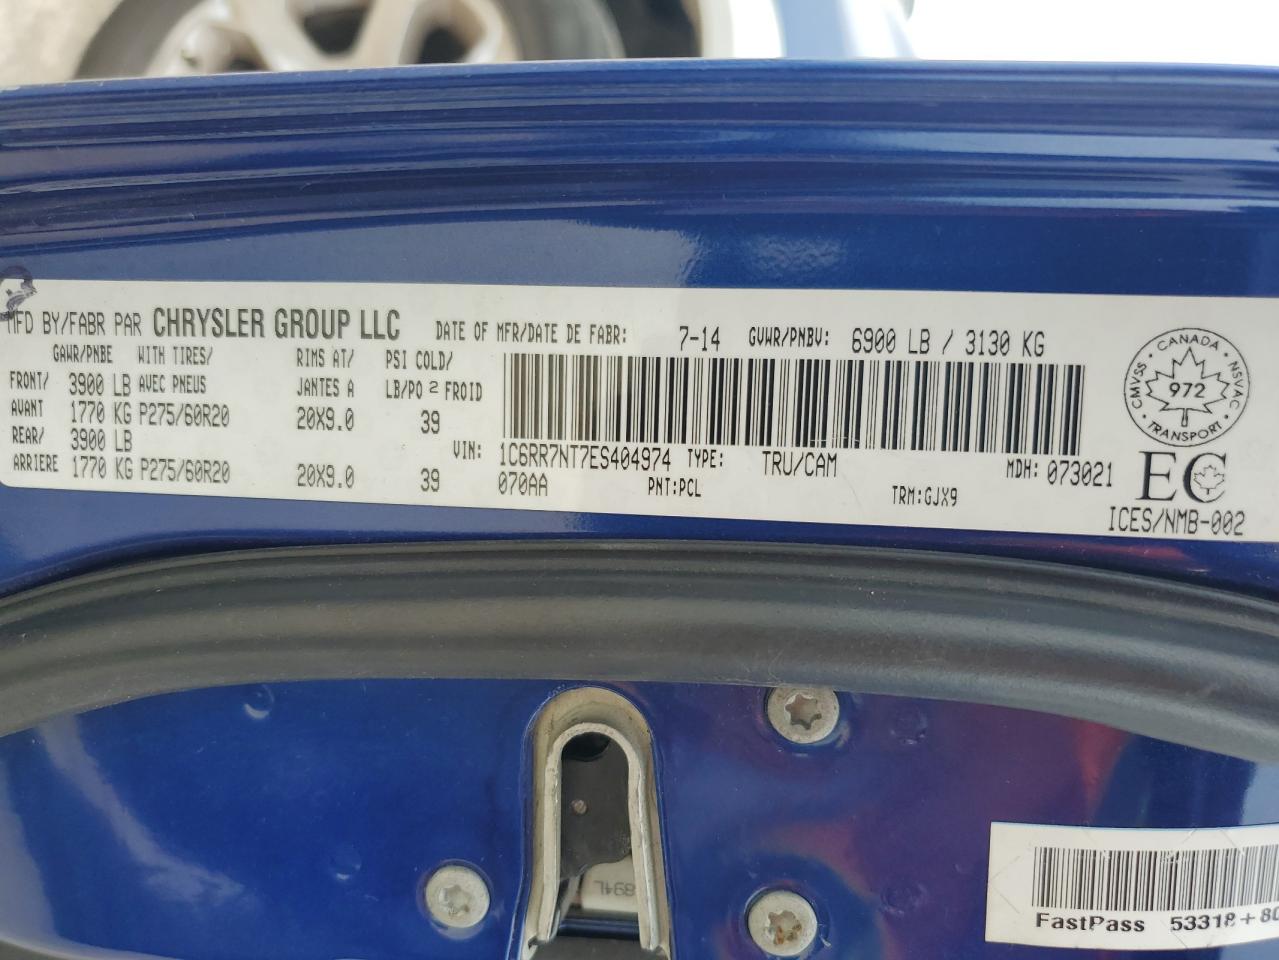 MFD BY/FABR PAR CHRYSLER GROUP LLC DATE OF MFR/DATE DE FABR: 7-14 GVWR/PNBV: 6900 LB / 3130 KG
GAWR/PNBE WITH TIRES/ RIMS AT/ PSI COLD/
FRONT/ 3900 LB AVEC PNEUS JANTES A LB/PO 2 FROID
AVANT 1770 KG P275/60R20 20X9.0 39
REAR/ 3900 LB
ARRIERE 1770 KG P275/60R20 20X9.0 39
VIN: 1C6RR7NT7ES404974 TYPE: TRU/CAM MDH: 073021
070AA PNT:PCL TRM:GJX9
CANADA
CMVSS 972 NSVAC
TRANSPORT
EC
ICES/NMB-002
894L
FastPass 53318+80